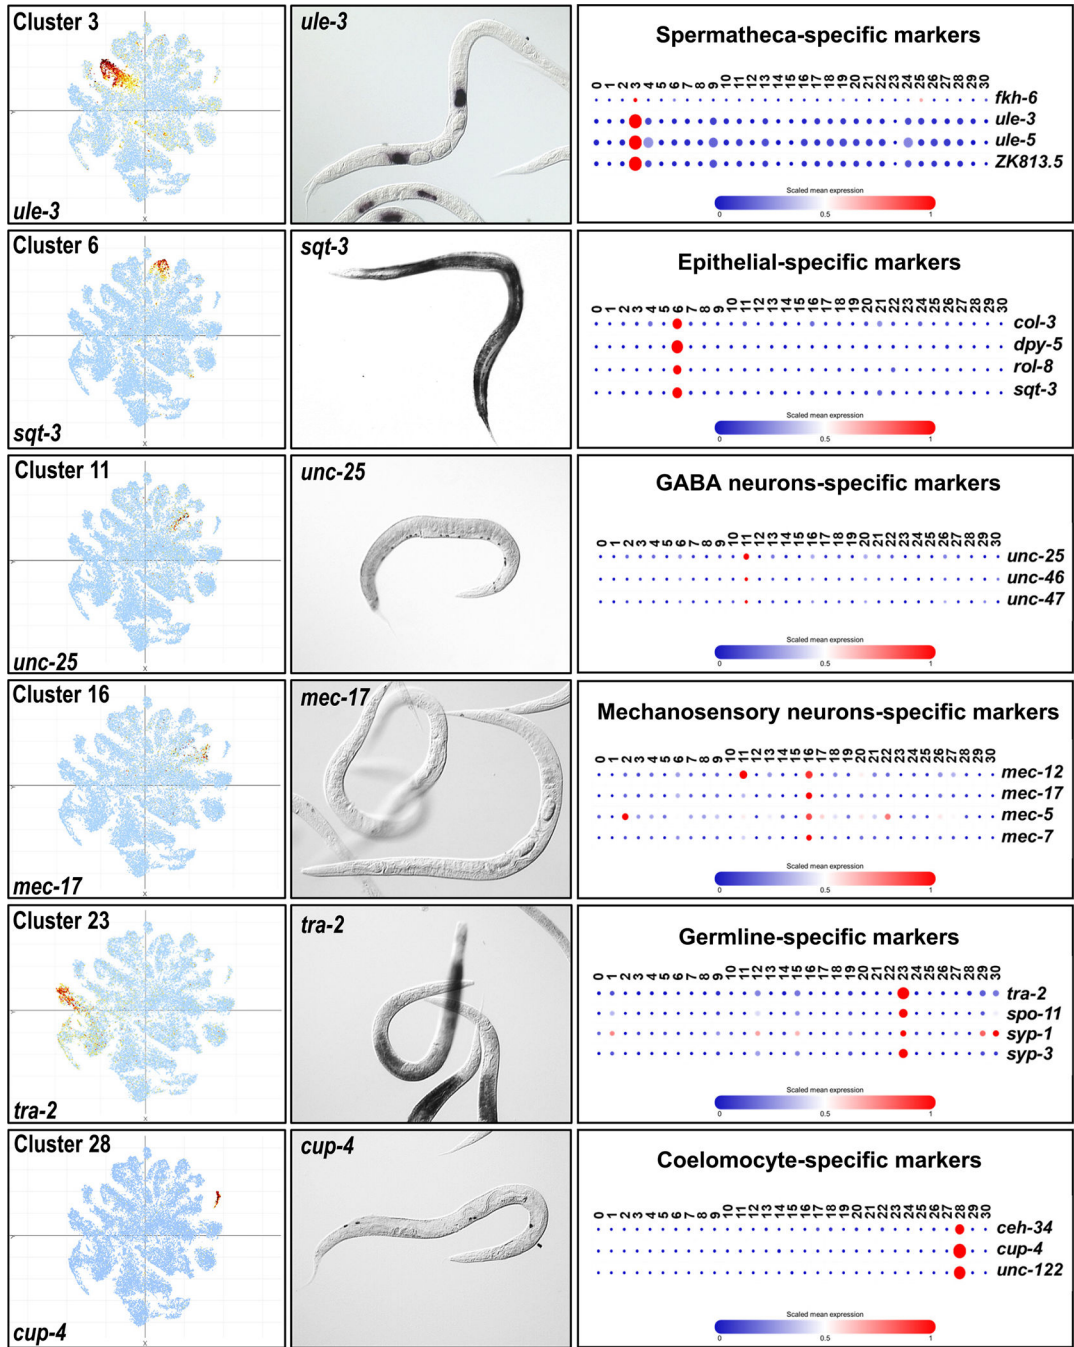 Cluster 3
ule-3
ule-3
Spermatheca-specific markers
0 1 2 3 4 5 6 7 8 9 10 11 12 13 14 15 16 17 18 19 20 21 22 23 24 25 26 27 28 29 30
fkh-6
ule-3
ule-5
ZK813.5
Scaled mean expression
0 0.5 1
X
Y
Cluster 6
sqt-3
sqt-3
Epithelial-specific markers
0 1 2 3 4 5 6 7 8 9 10 11 12 13 14 15 16 17 18 19 20 21 22 23 24 25 26 27 28 29 30
col-3
dpy-5
rol-8
sqt-3
Scaled mean expression
0 0.5 1
X
Y
Cluster 11
unc-25
unc-25
GABA neurons-specific markers
0 1 2 3 4 5 6 7 8 9 10 11 12 13 14 15 16 17 18 19 20 21 22 23 24 25 26 27 28 29 30
unc-25
unc-46
unc-47
Scaled mean expression
0 0.5 1
X
Y
Cluster 16
mec-17
mec-17
Mechanosensory neurons-specific markers
0 1 2 3 4 5 6 7 8 9 10 11 12 13 14 15 16 17 18 19 20 21 22 23 24 25 26 27 28 29 30
mec-12
mec-17
mec-5
mec-7
Scaled mean expression
0 0.5 1
X
Y
Cluster 23
tra-2
tra-2
Germline-specific markers
0 1 2 3 4 5 6 7 8 9 10 11 12 13 14 15 16 17 18 19 20 21 22 23 24 25 26 27 28 29 30
tra-2
spo-11
syp-1
syp-3
Scaled mean expression
0 0.5 1
X
Y
Cluster 28
cup-4
cup-4
Coelomocyte-specific markers
0 1 2 3 4 5 6 7 8 9 10 11 12 13 14 15 16 17 18 19 20 21 22 23 24 25 26 27 28 29 30
ceh-34
cup-4
unc-122
Scaled mean expression
0 0.5 1
X
Y